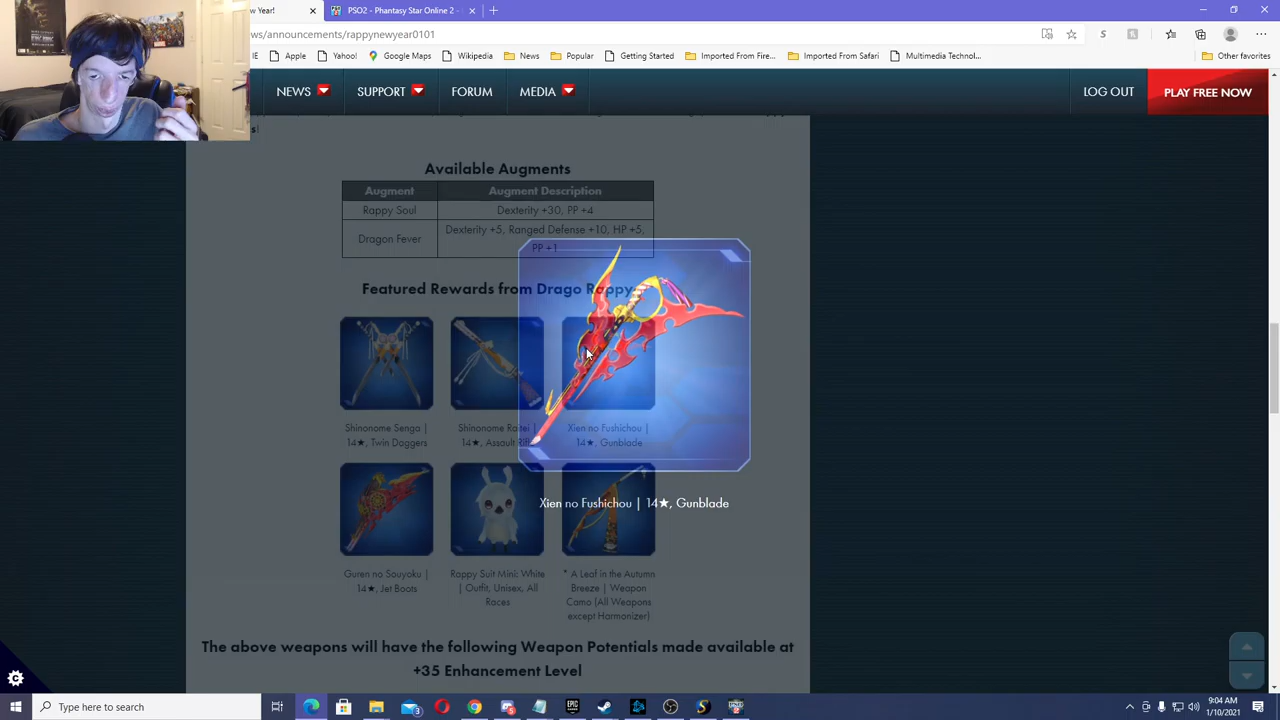 w Year!
PSO2 - Phantasy Star Online 2 -
ws/announcements/rappynewyear0101
IE
Apple
Yahoo!
Google Maps
Wikipedia
News
Popular
Getting Started
Imported From Fire...
Imported From Safari
Multimedia Technol...
Other favorites
NEWS
SUPPORT
FORUM
MEDIA
LOG OUT
PLAY FREE NOW
Available Augments
Augment
Augment Description
Rappy Soul
Dexterity +30, PP +4
Dragon Fever
Dexterity +5, Ranged Defense +10, HP +5,
PP +1
Featured Rewards from Drago Rappy
Shinonome Senga |
14★, Twin Daggers
Shinonome Raitei |
14★, Assault Rifle
Xien no Fushichou |
14★, Gunblade
Xien no Fushichou | 14★, Gunblade
Guren no Souyoku |
14★, Jet Boots
Rappy Suit Mini: White
| Outfit, Unisex, All
Races
* A Leaf in the Autumn
Breeze | Weapon
Camo (All Weapons
except Harmonizer)
The above weapons will have the following Weapon Potentials made available at
+35 Enhancement Level
Type here to search
3
9:04 AM
1/10/2021